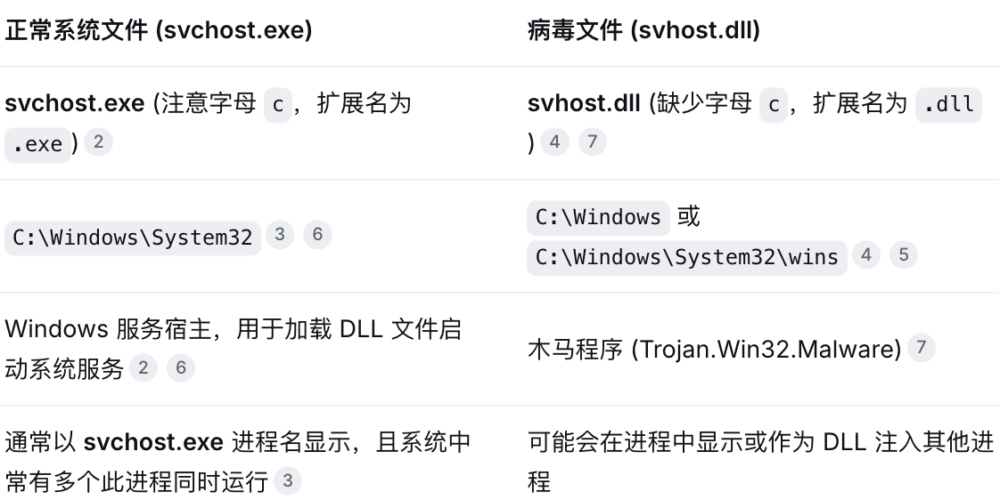 正常系统文件 (svchost.exe)
病毒文件 (svhost.dll)
svchost.exe (注意字母 c，扩展名为
.exe) 2
svhost.dll (缺少字母 c，扩展名为 .dll
) 4 7
C:\Windows\System32 3 6
C:\Windows 或
C:\Windows\System32\wins 4 5
Windows 服务宿主，用于加载 DLL 文件启
动系统服务 2 6
木马程序 (Trojan.Win32.Malware) 7
通常以 svchost.exe 进程名显示，且系统中
常有多个此进程同时运行 3
可能会在进程中显示或作为 DLL 注入其他进
程